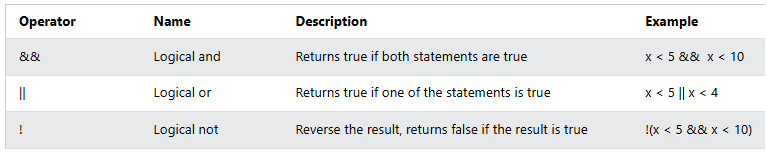 Operator Name Description Example
&& Logical and Returns true if both statements are true x < 5 &&  x < 10
|| Logical or Returns true if one of the statements is true x < 5 || x < 4
! Logical not Reverse the result, returns false if the result is true !(x < 5 && x < 10)